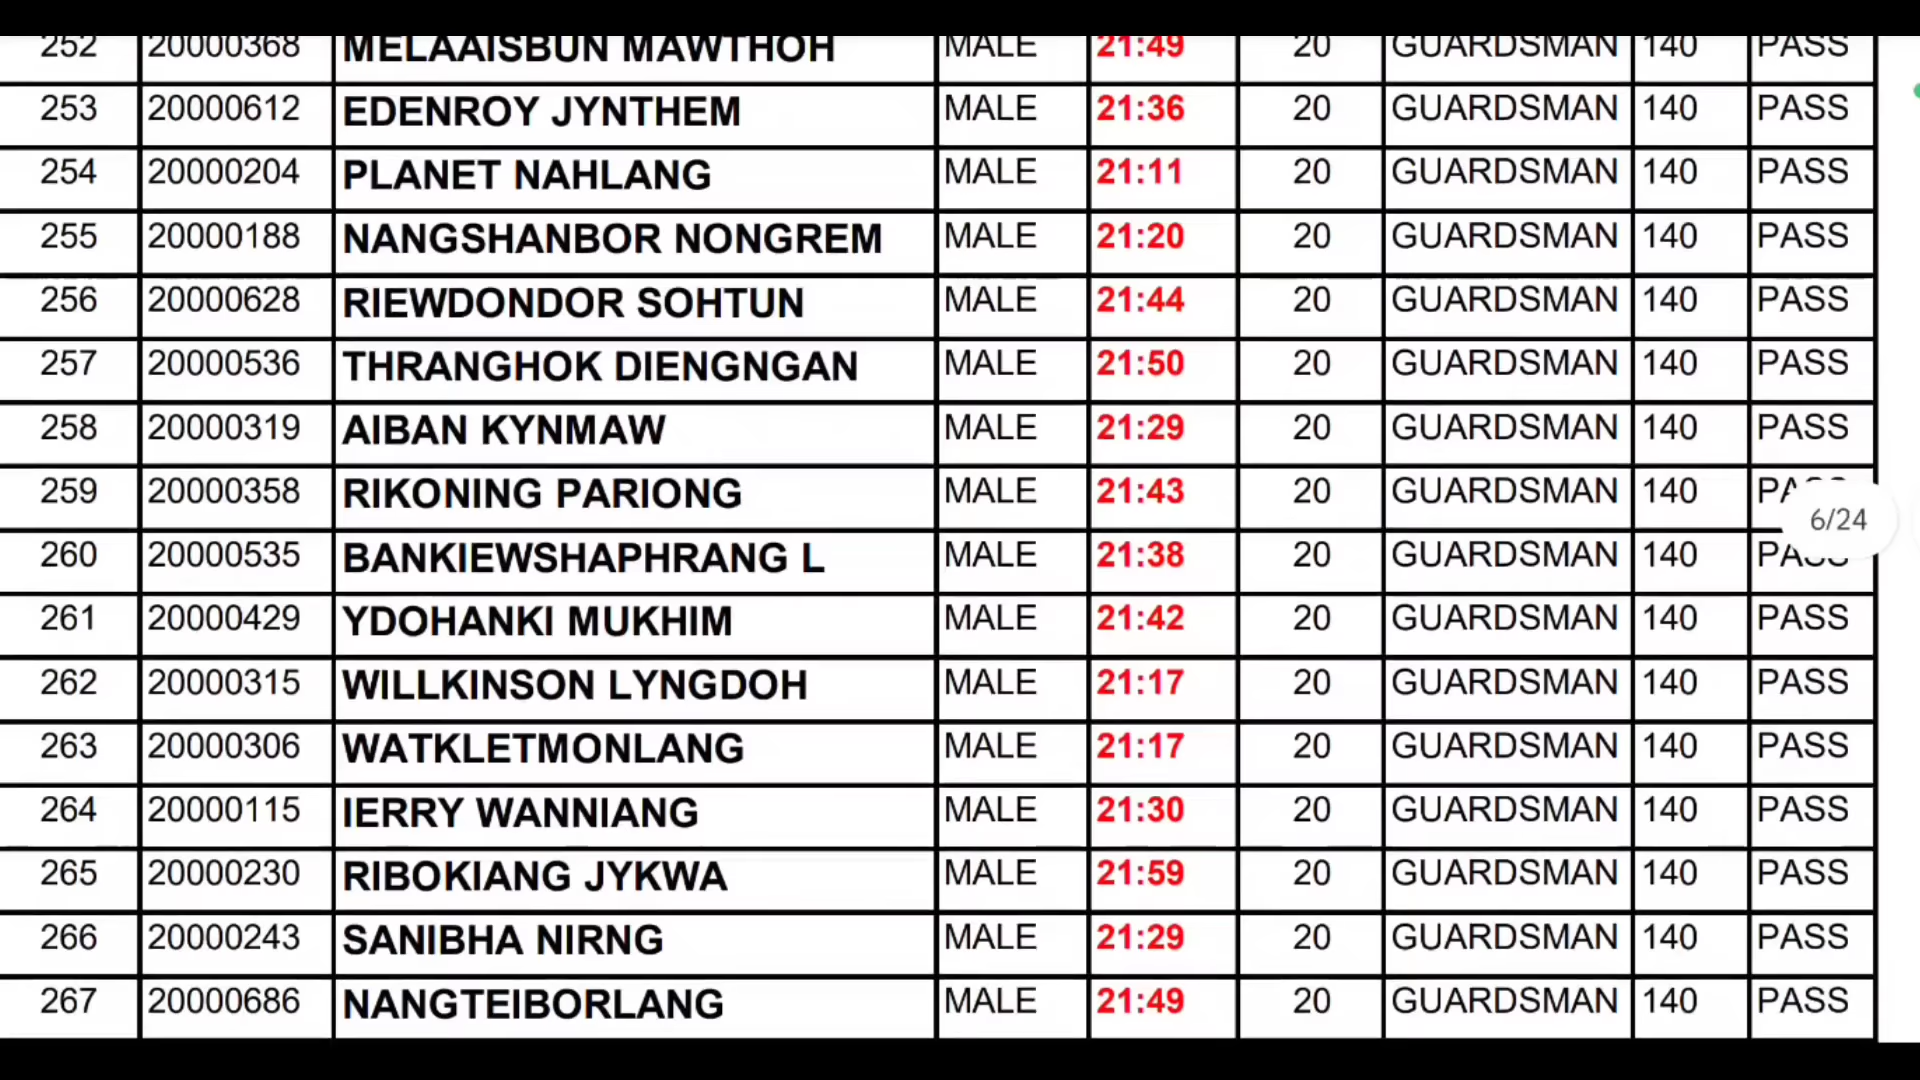 252 20000368 MELAAISBUN MAWTHOH MALE 21:49 20 GUARDSMAN 140 PASS
253 20000612 EDENROY JYNTHEM MALE 21:36 20 GUARDSMAN 140 PASS
254 20000204 PLANET NAHLANG MALE 21:11 20 GUARDSMAN 140 PASS
255 20000188 NANGSHANBOR NONGREM MALE 21:20 20 GUARDSMAN 140 PASS
256 20000628 RIEWDONDOR SOHTUN MALE 21:44 20 GUARDSMAN 140 PASS
257 20000536 THRANGHOK DIENGNGAN MALE 21:50 20 GUARDSMAN 140 PASS
258 20000319 AIBAN KYNMAW MALE 21:29 20 GUARDSMAN 140 PASS
259 20000358 RIKONING PARIONG MALE 21:43 20 GUARDSMAN 140 PASS
6/24
260 20000535 BANKIEWSHAPHRANG L MALE 21:38 20 GUARDSMAN 140 PASS
261 20000429 YDOHANKI MUKHIM MALE 21:42 20 GUARDSMAN 140 PASS
262 20000315 WILLKINSON LYNGDOH MALE 21:17 20 GUARDSMAN 140 PASS
263 20000306 WATKLETMONLANG MALE 21:17 20 GUARDSMAN 140 PASS
264 20000115 IERRY WANNIANG MALE 21:30 20 GUARDSMAN 140 PASS
265 20000230 RIBOKIANG JYKWA MALE 21:59 20 GUARDSMAN 140 PASS
266 20000243 SANIBHA NIRNG MALE 21:29 20 GUARDSMAN 140 PASS
267 20000686 NANGTEIBORLANG MALE 21:49 20 GUARDSMAN 140 PASS